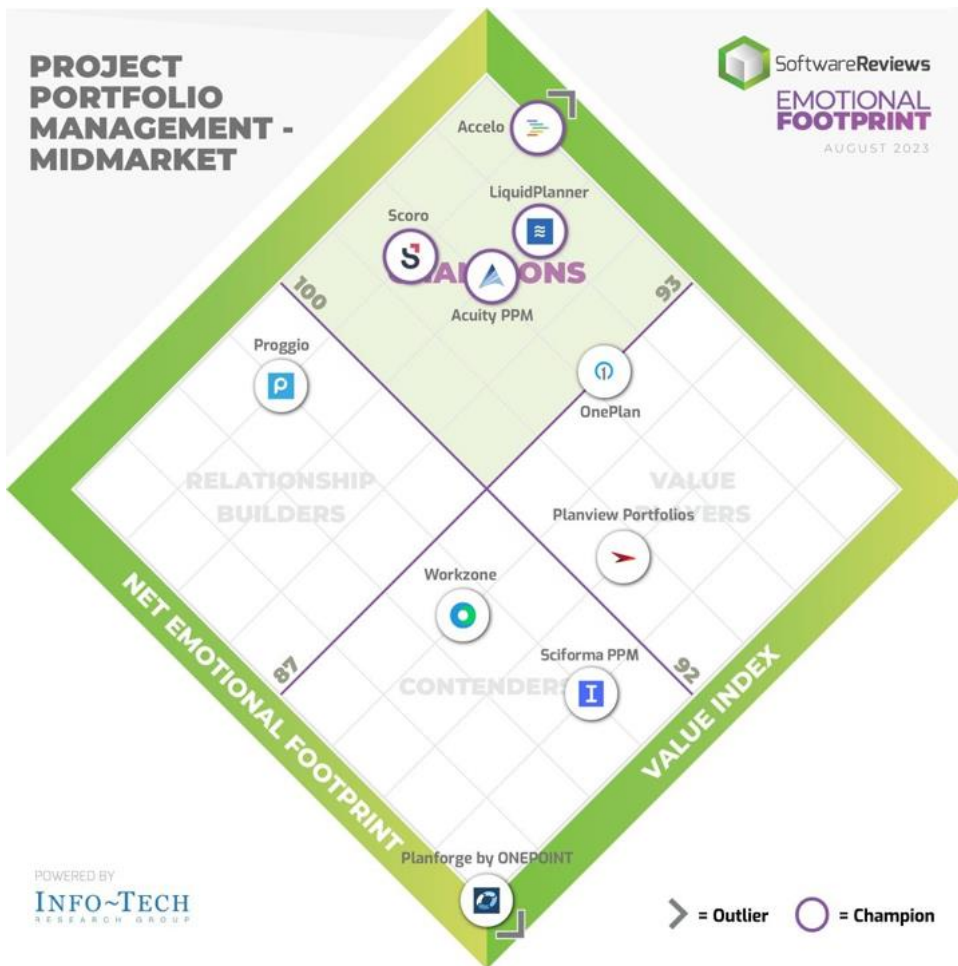 PROJECT
PORTFOLIO
MANAGEMENT -
MIDMARKET
SoftwareReviews
EMOTIONAL
FOOTPRINT
AUGUST 2023
Accelo
LiquidPlanner
Scoro
Acuity PPM
100
93
Proggio
OnePlan
RELATIONSHIP
BUILDERS
VALUE
Planview Portfolios
Workzone
Sciforma PPM
CONTENDERS
87
92
NET EMOTIONAL FOOTPRINT
VALUE INDEX
Planforge by ONEPOINT
POWERED BY
INFO~TECH
RESEARCH GROUP
= Outlier
= Champion